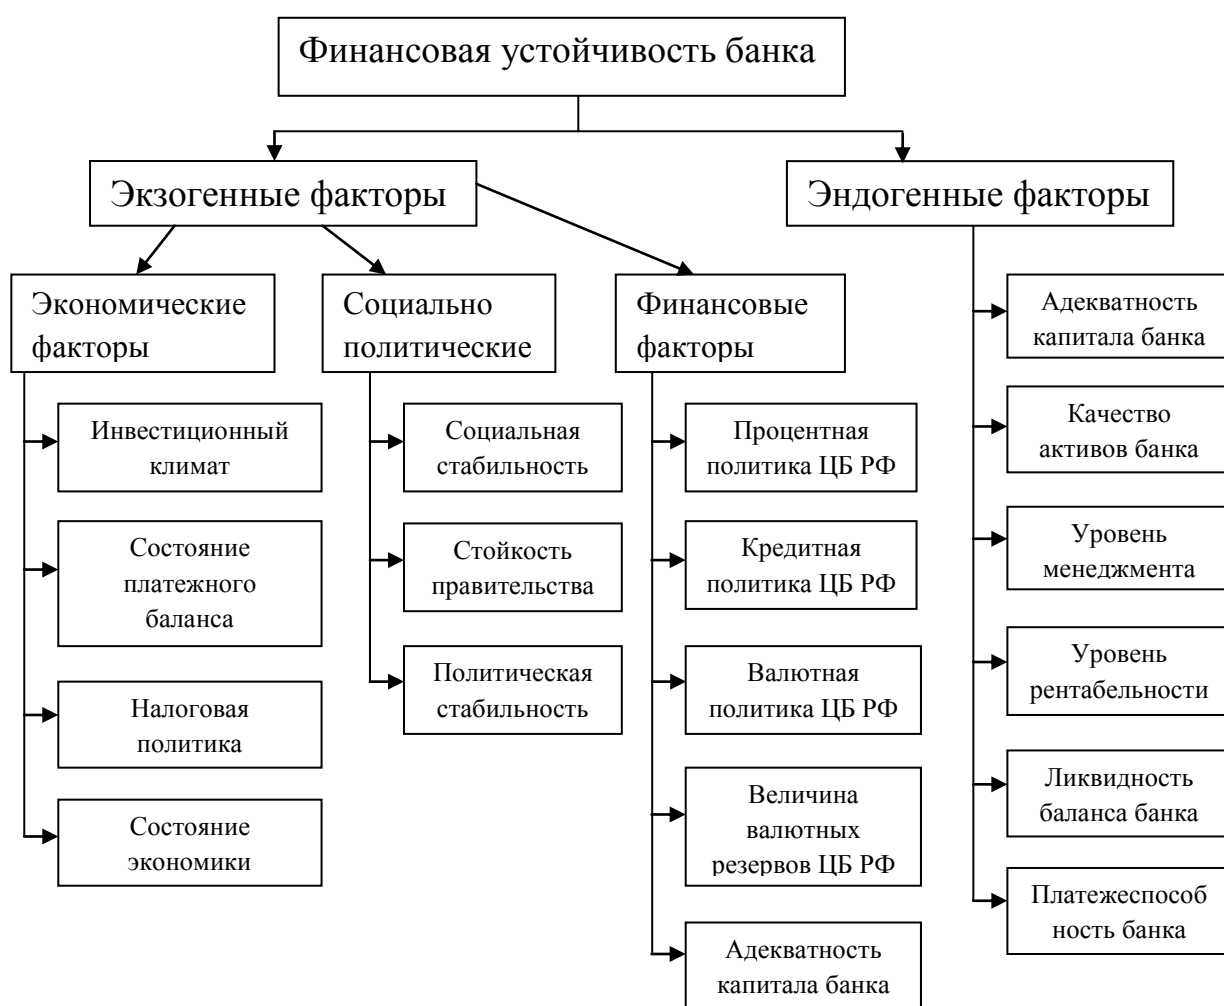 Финансовая устойчивость банка
Экзогенные факторы
Эндогенные факторы
Экономические
факторы
Социально
политические
Финансовые
факторы
Инвестиционный
климат
Состояние
платежного
баланса
Налоговая
политика
Состояние
экономики
Социальная
стабильность
Стойкость
правительства
Политическая
стабильность
Процентная
политика ЦБ РФ
Кредитная
политика ЦБ РФ
Валютная
политика ЦБ РФ
Величина
валютных
резервов ЦБ РФ
Адекватность
капитала банка
Адекватность
капитала банка
Качество
активов банка
Уровень
менеджмента
Уровень
рентабельности
Ликвидность
баланса банка
Платежеспособ
ность банка